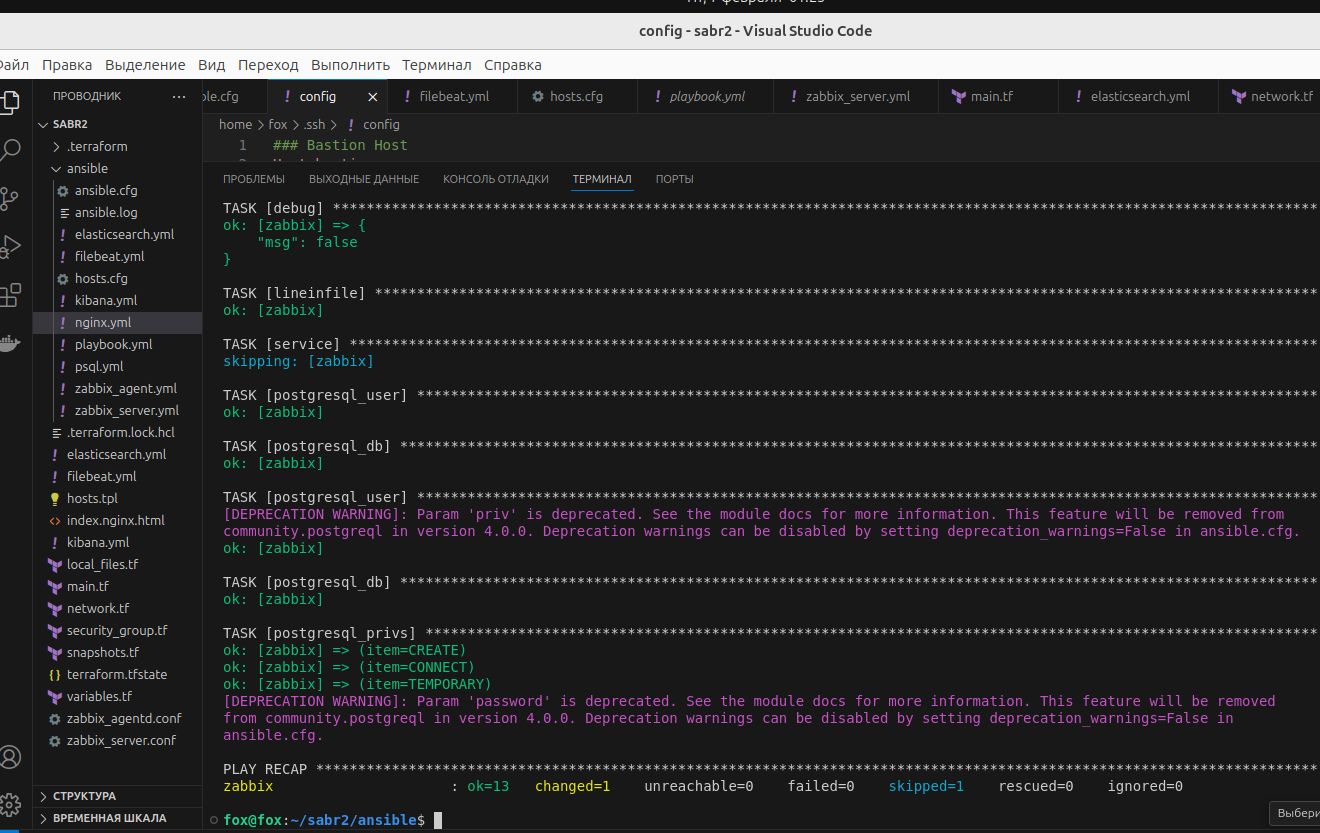 config - sabr2 - Visual Studio Code
Правка Выделение Вид Переход Выполнить Терминал Справка
ПРОВОДНИК ···
ble.cfg config filebeat.yml hosts.cfg playbook.yml zabbix_server.yml main.tf elasticsearch.yml network.tf
SABR2
.terraform
ansible
ansible.cfg
ansible.log
elasticsearch.yml
filebeat.yml
hosts.cfg
kibana.yml
nginx.yml
playbook.yml
psql.yml
zabbix_agent.yml
zabbix_server.yml
.terraform.lock.hcl
elasticsearch.yml
filebeat.yml
hosts.tpl
index.nginx.html
kibana.yml
local_files.tf
main.tf
network.tf
security_group.tf
snapshots.tf
terraform.tfstate
variables.tf
zabbix_agentd.conf
zabbix_server.conf
СТРУКТУРА
ВРЕМЕННАЯ ШКАЛА
home > fox > .ssh > config
1 ### Bastion Host
ПРОБЛЕМЫ ВЫХОДНЫЕ ДАННЫЕ КОНСОЛЬ ОТЛАДКИ ТЕРМИНАЛ ПОРТЫ
TASK [debug] ****
ok: [zabbix] => {
"msg": false
}
TASK [lineinfile] ****
ok: [zabbix]
TASK [service] ****
skipping: [zabbix]
TASK [postgresql_user] ****
ok: [zabbix]
TASK [postgresql_db] ****
ok: [zabbix]
TASK [postgresql_user] ****
[DEPRECATION WARNING]: Param 'priv' is deprecated. See the module docs for more information. This feature will be removed from
community.postgreql in version 4.0.0. Deprecation warnings can be disabled by setting deprecation_warnings=False in ansible.cfg.
ok: [zabbix]
TASK [postgresql_db] ****
ok: [zabbix]
TASK [postgresql_privs] ****
ok: [zabbix] => (item=CREATE)
ok: [zabbix] => (item=CONNECT)
ok: [zabbix] => (item=TEMPORARY)
[DEPRECATION WARNING]: Param 'password' is deprecated. See the module docs for more information. This feature will be removed
from community.postgreql in version 4.0.0. Deprecation warnings can be disabled by setting deprecation_warnings=False in
ansible.cfg.
PLAY RECAP ****
zabbix : ok=13 changed=1 unreachable=0 failed=0 skipped=1 rescued=0 ignored=0
fox@fox:~/sabr2/ansible$